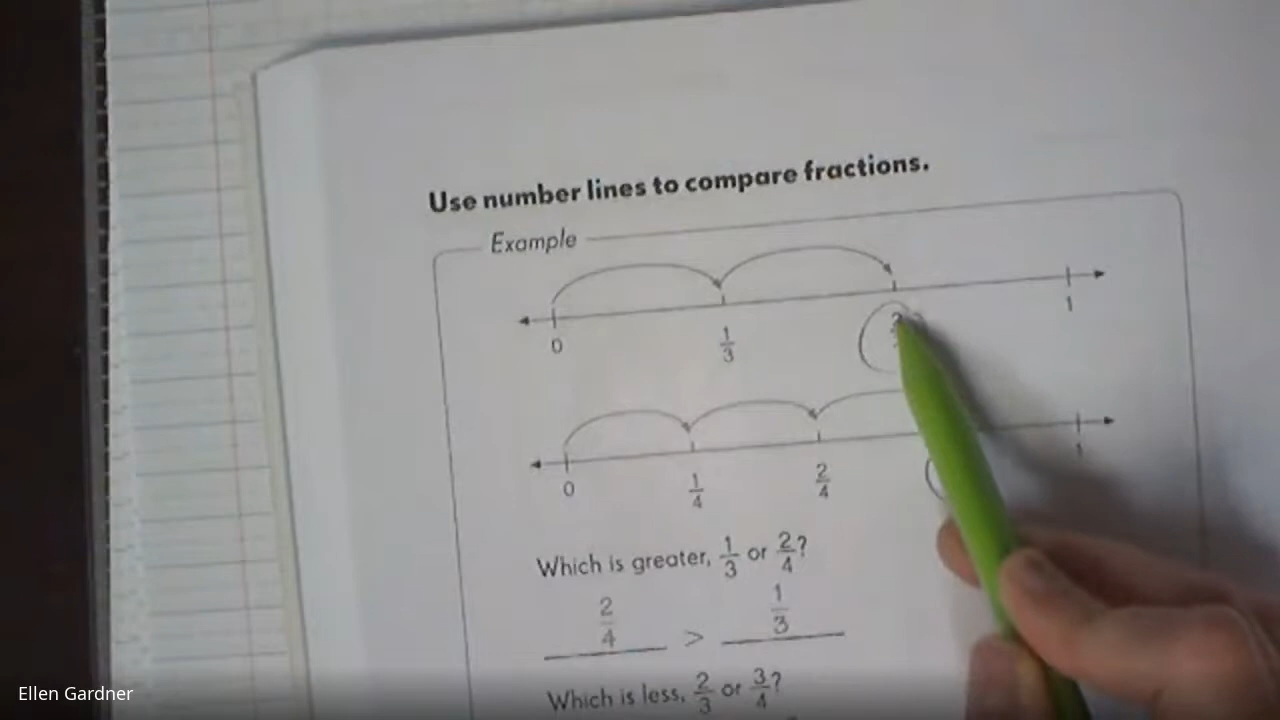 Use number lines to compare fractions.
Example
0 1/3 1
0 1/4 2/4 1
Which is greater, 1/3 or 2/4?
2/4 > 1/3
Which is less, 2/3 or 3/4?
Ellen Gardner